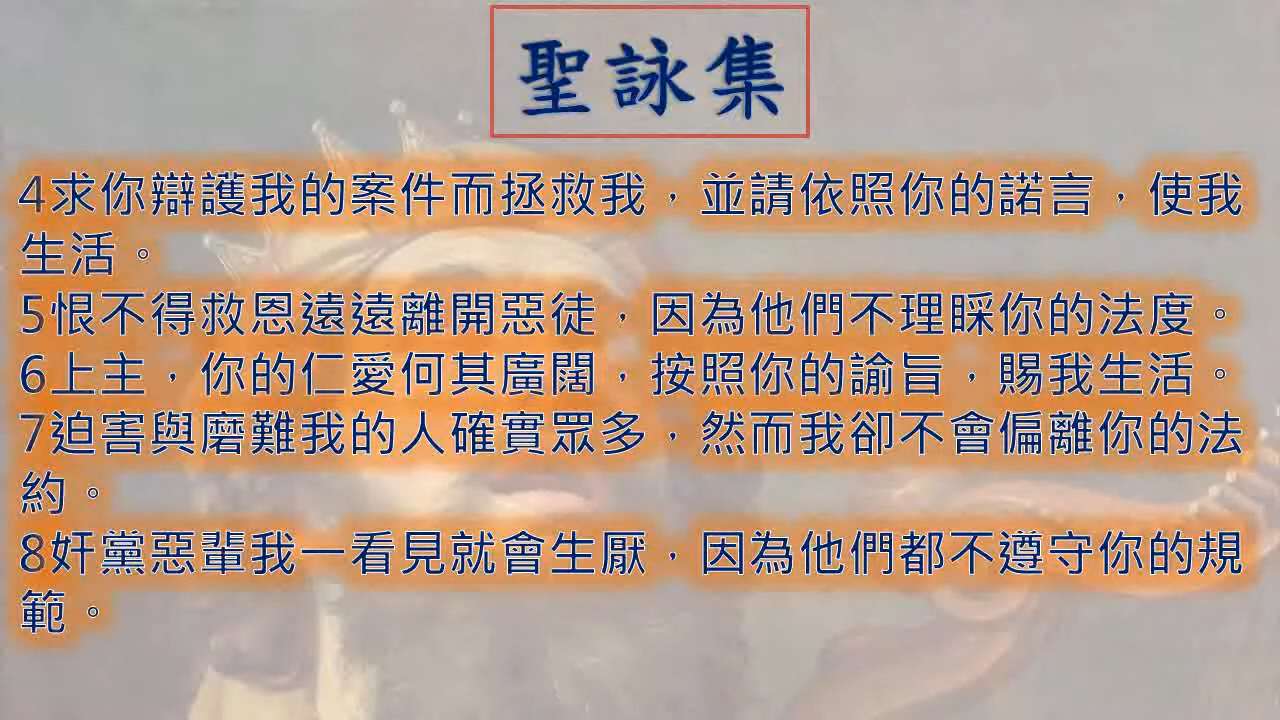 聖詠集
4求你辯護我的案件而拯救我，並請依照你的諾言，使我
生活。
5恨不得救恩遠遠離開惡徒，因為他們不理睬你的法度。
6上主，你的仁愛何其廣闊，按照你的諭旨，賜我生活。
7迫害與磨難我的人確實眾多，然而我卻不會偏離你的法
約。
8奸黨惡輩我一看見就會生厭，因為他們都不遵守你的規
範。